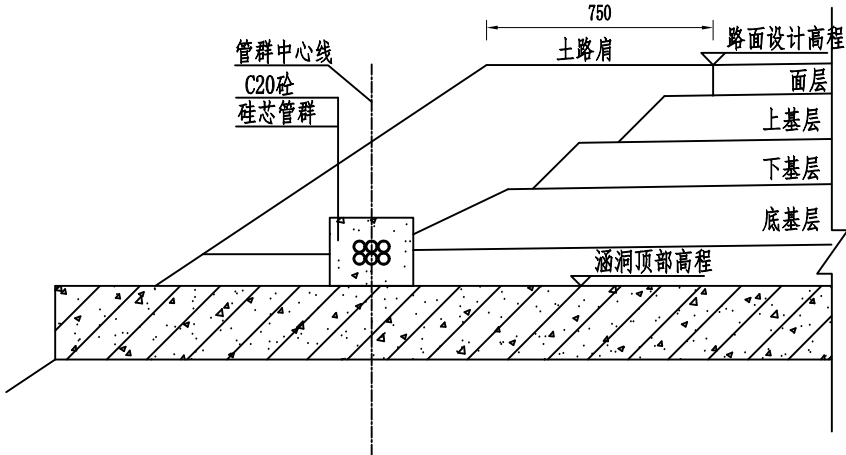 750
路面设计高程
管群中心线
土路肩
C20砼
面层
硅芯管群
上基层
下基层
底基层
涵洞顶部高程